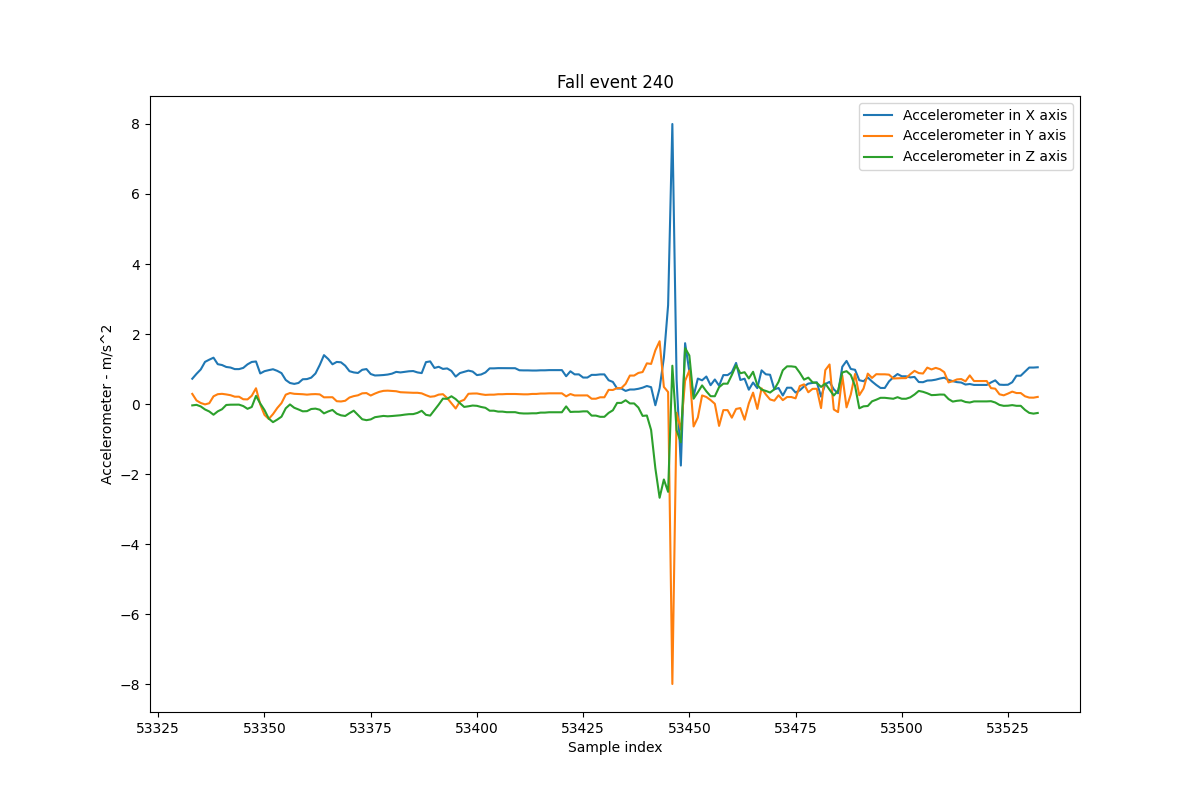 Fall event 240
Accelerometer in X axis
Accelerometer in Y axis
Accelerometer in Z axis
8
6
4
2
0
−2
−4
−6
−8
Accelerometer - m/s^2
53325 53350 53375 53400 53425 53450 53475 53500 53525
Sample index